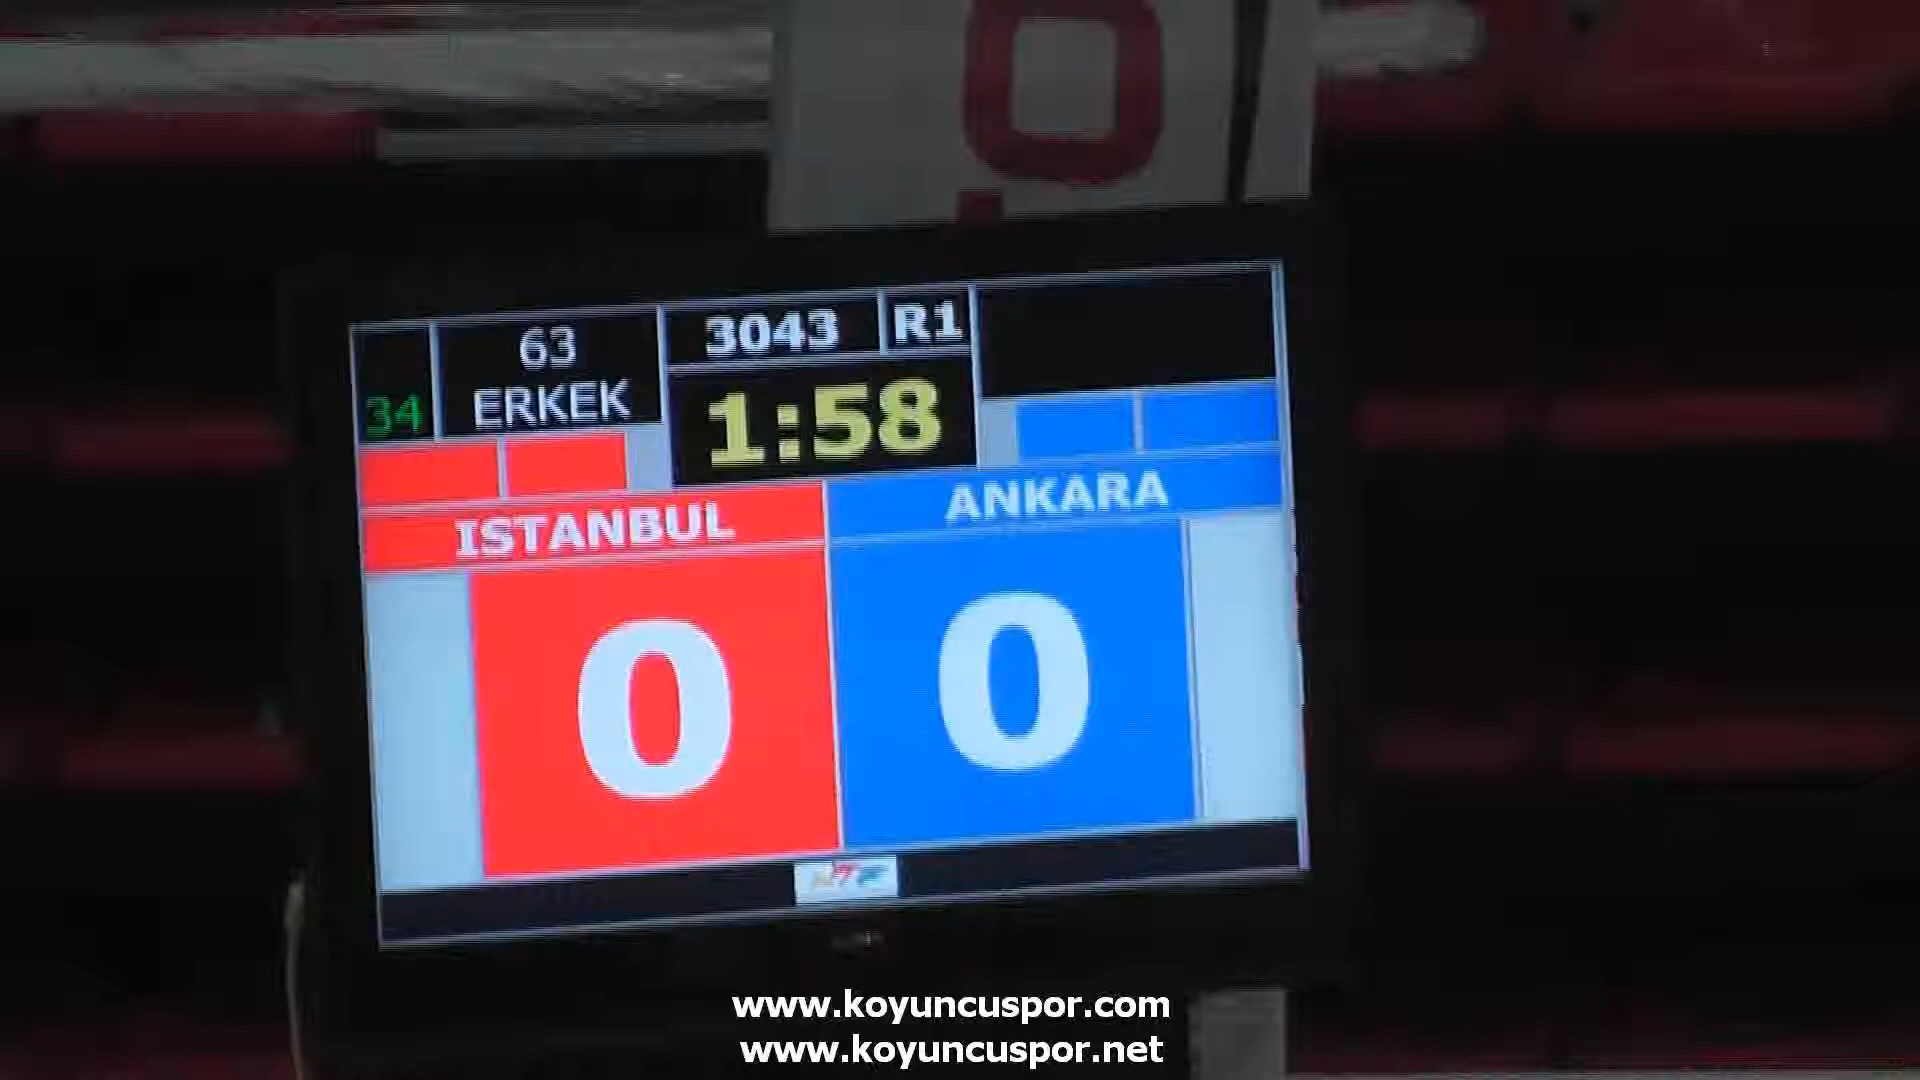 63
ERKEK
34
3043
R1
1:58
ISTANBUL
ANKARA
0
0
www.koyuncuspor.com
www.koyuncuspor.net